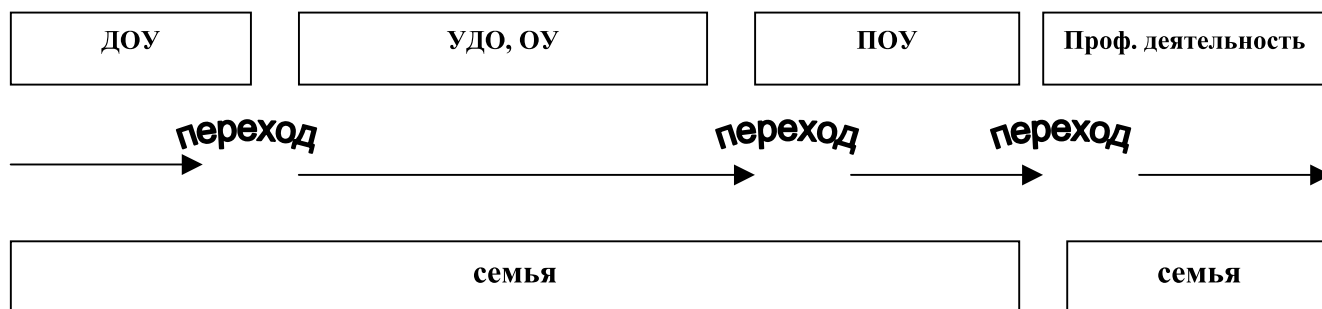 ДОУ УДО, ОУ ПОУ Проф. деятельность
переход переход переход
семья семья